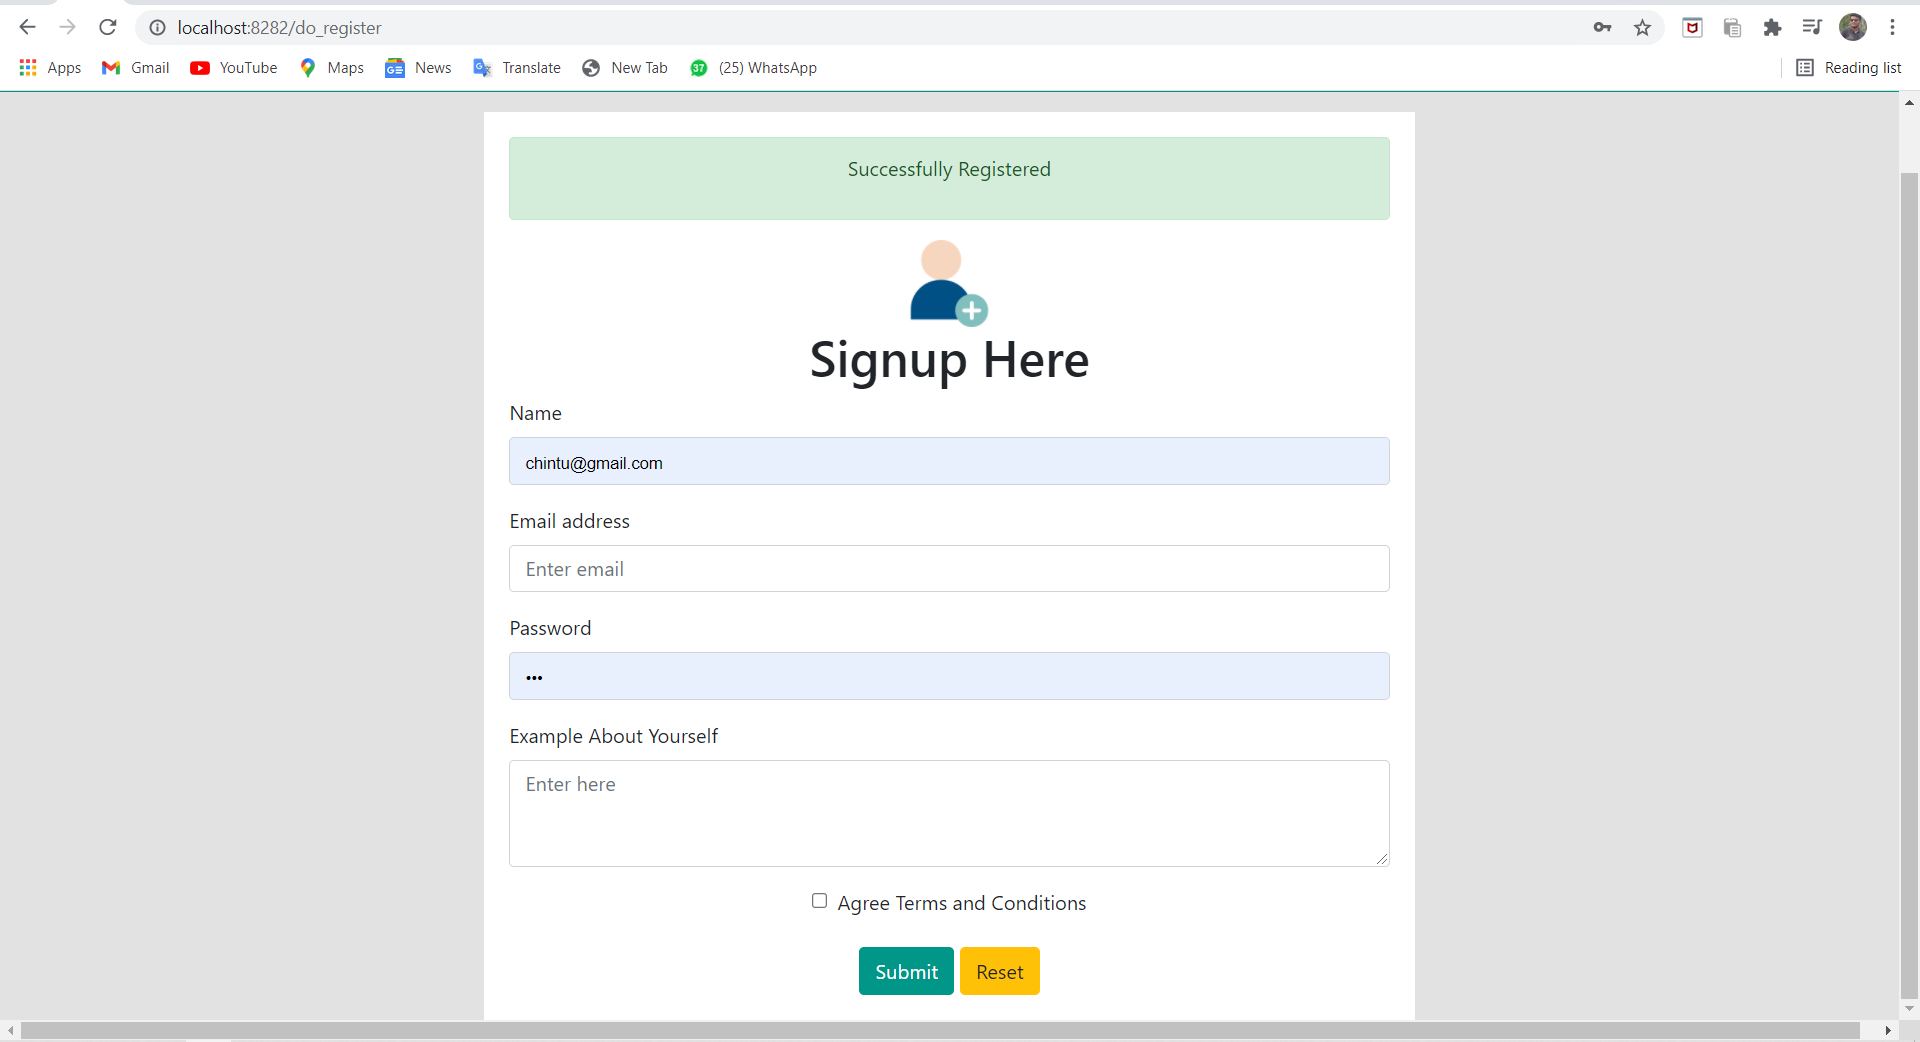 localhost:8282/do_register
Apps Gmail YouTube Maps News Translate New Tab 37 (25) WhatsApp Reading list
Successfully Registered
Signup Here
Name
chintu@gmail.com
Email address
Enter email
Password
•••
Example About Yourself
Enter here
Agree Terms and Conditions
Submit Reset